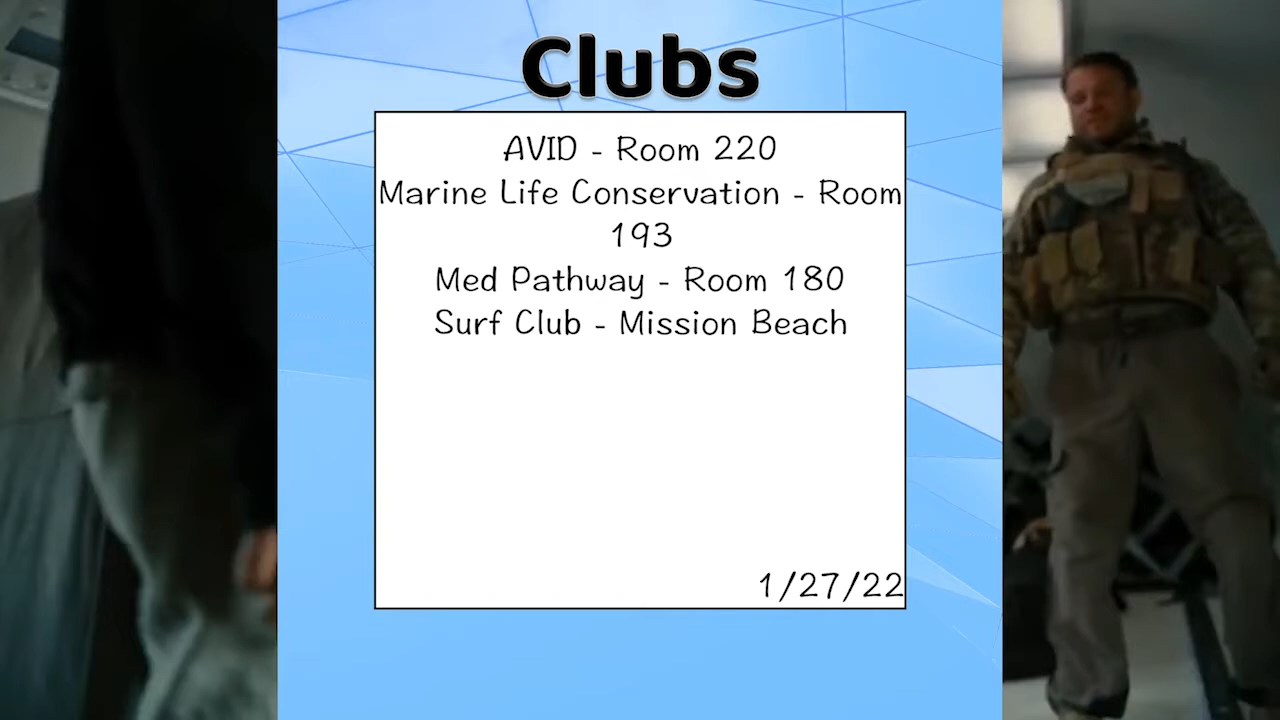 Clubs
AVID - Room 220
Marine Life Conservation - Room
193
Med Pathway - Room 180
Surf Club - Mission Beach
1/27/22